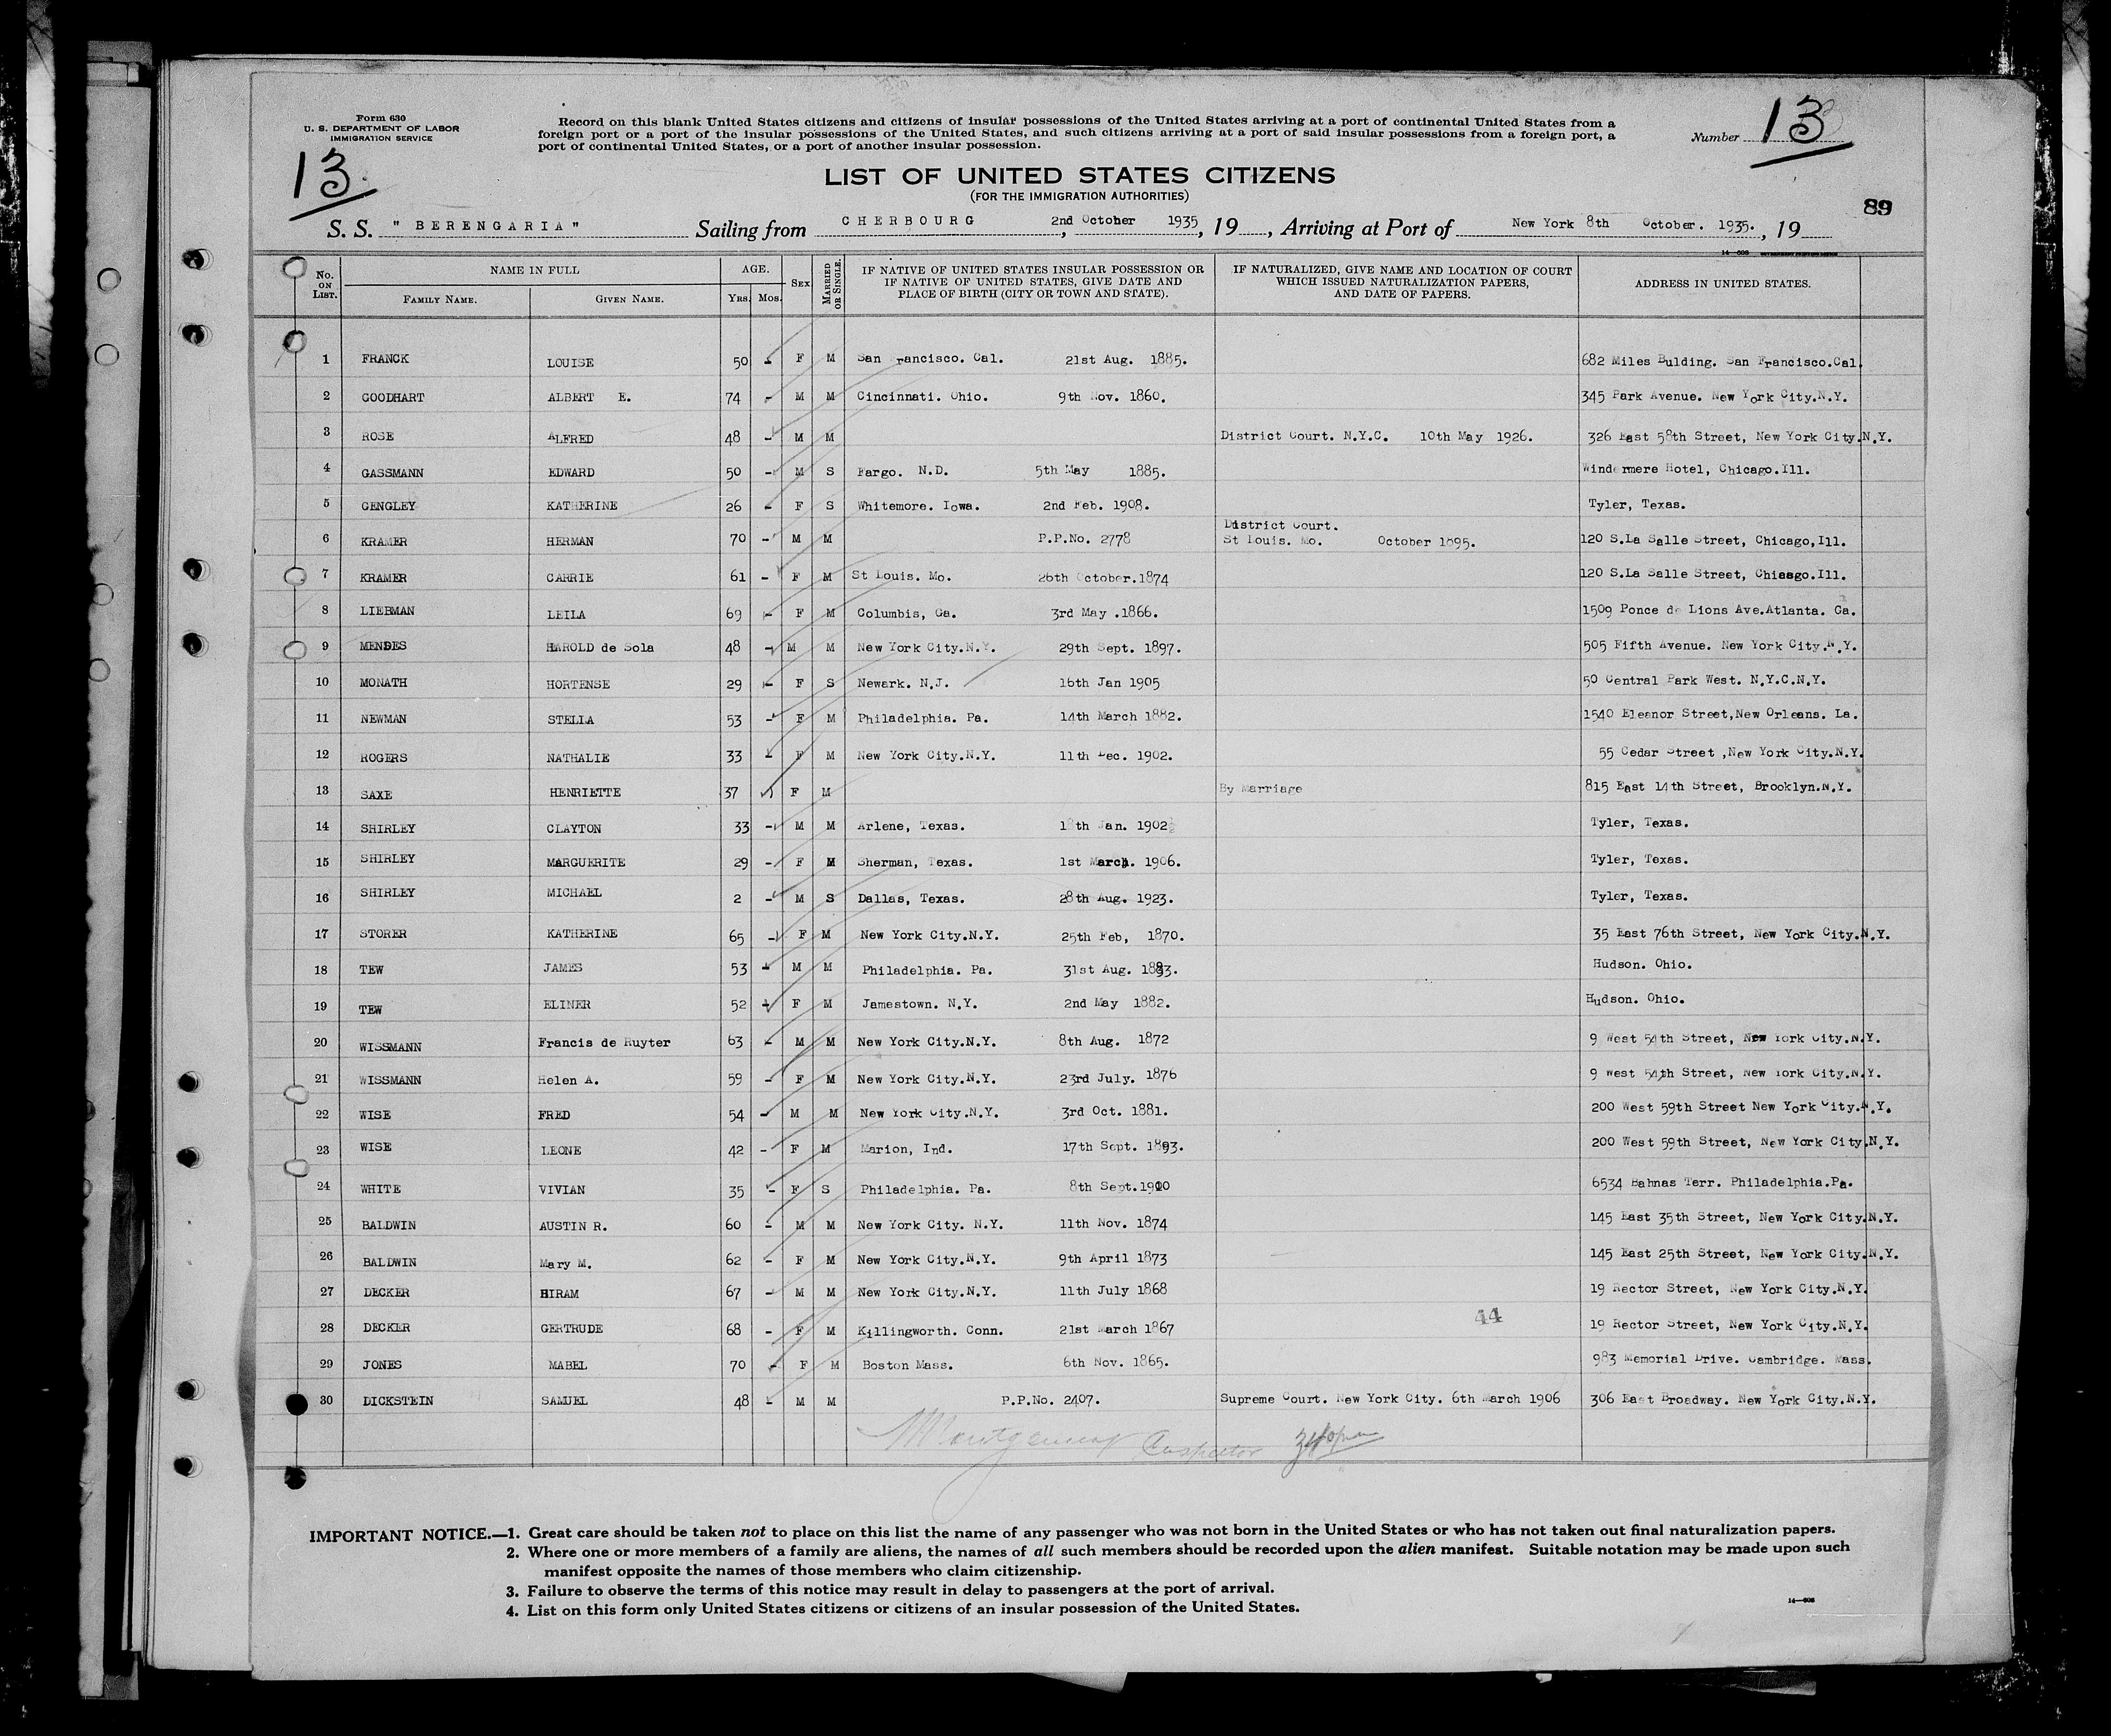 Form 630
U. S. DEPARTMENT OF LABOR
IMMIGRATION SERVICE
13
Record on this blank United States citizens and citizens of insular possessions of the United States arriving at a port of continental United States from a
foreign port or a port of the insular possessions of the United States, and such citizens arriving at a port of said insular possessions from a foreign port, a
port of continental United States, or a port of another insular possession.
Number 13
LIST OF UNITED STATES CITIZENS
(FOR THE IMMIGRATION AUTHORITIES)
89
S. S. " BERENGARIA " Sailing from CHERBOURG , 2nd October 1935, 19 , Arriving at Port of New York 8th October. 1935. , 19
No. ON LIST. NAME IN FULL AGE. SEX MARRIED OR SINGLE. IF NATIVE OF UNITED STATES INSULAR POSSESSION OR IF NATIVE OF UNITED STATES, GIVE DATE AND PLACE OF BIRTH (CITY OR TOWN AND STATE). IF NATURALIZED, GIVE NAME AND LOCATION OF COURT WHICH ISSUED NATURALIZATION PAPERS, AND DATE OF PAPERS. ADDRESS IN UNITED STATES.
FAMILY NAME. GIVEN NAME. YRS. MOS.
1 FRANCK LOUISE 50 - F M San Francisco. Cal. 21st Aug. 1885. 682 Miles Bulding. San Francisco.Cal.
2 GOODHART ALBERT E. 74 - M M Cincinnati. Ohio. 9th Nov. 1860. 345 Park Avenue. New York City.N.Y.
3 ROSE ALFRED 48 - M M District Court. N.Y.C. 10th May 1926. 326 East 58th Street, New York City.N.Y.
4 GASSMANN EDWARD 50 - M S Fargo. N.D. 5th May 1885. Windermere Hotel, Chicago.Ill.
5 GENGLEY KATHERINE 26 - F S Whitemore. Iowa. 2nd Feb. 1908. Tyler, Texas.
6 KRAMER HERMAN 70 - M M P.P.No. 2778 District Court. St Louis. Mo. October 1895. 120 S.La Salle Street, Chicago,Ill.
7 KRAMER CARRIE 61 - F M St Louis. Mo. 26th October.1874 120 S.La Salle Street, Chicago.Ill.
8 LIEBMAN LEILA 69 - F M Columbis, Ga. 3rd May .1866. 1509 Ponce de Lions Ave.Atlanta. Ga.
9 MENDES HAROLD de Sola 48 - M M New York City.N.Y. 29th Sept. 1897. 505 Fifth Avenue. New York City.N.Y.
10 MONATH HORTENSE 29 - F S Newark. N.J. 16th Jan 1905 50 Central Park West. N.Y.C.N.Y.
11 NEWMAN STELLA 53 - F M Philadelphia. Pa. 14th March 1882. 1540 Eleanor Street,New Orleans. La.
12 ROGERS NATHALIE 33 - F M New York City.N.Y. 11th Dec. 1902. 55 Cedar Street ,New York City.N.Y.
13 SAXE HENRIETTE 37 F M By Marriage 815 East 14th Street, Brooklyn.N.Y.
14 SHIRLEY CLAYTON 33 - M M Arlene, Texas. 18th Jan. 1902 Tyler, Texas.
15 SHIRLEY MARGUERITE 29 - F M Sherman, Texas. 1st March. 1906. Tyler, Texas.
16 SHIRLEY MICHAEL 2 - M S Dallas, Texas. 28th Aug. 1923. Tyler, Texas.
17 STORER KATHERINE 65 - F M New York City.N.Y. 25th Feb, 1870. 35 East 76th Street, New York City.N.Y.
18 TEW JAMES 53 - M M Philadelphia. Pa. 31st Aug. Hudson. Ohio.
19 TEW ELINER 52 - F M Jamestown. N.Y. 2nd May 1882. Hudson. Ohio.
20 WISSMANN Francis de Ruyter 63 - M M New York City.N.Y. 8th Aug. 1872 9 West 54th Street, New York City.N.Y.
21 WISSMANN Helen A. 59 - F M New York City.N.Y. 23rd July. 1876 9 West 54th Street, New York City.N.Y.
22 WISE FRED 54 - M M New York City.N.Y. 3rd Oct. 1881. 200 West 59th Street New York City.N.Y.
23 WISE LEONE 42 - F M Marion, Ind. 17th Sept. 1893. 200 West 59th Street, New York City.N.Y.
24 WHITE VIVIAN 35 - F S Philadelphia. Pa. 8th Sept. 6534 Bahnas Terr. Philadelphia.Pa.
25 BALDWIN AUSTIN R. 60 - M M New York City. N.Y. 11th Nov. 1874 145 East 35th Street, New York City.N.Y.
26 BALDWIN Mary M. 62 - F M New York City.N.Y. 9th April 1873 145 East 25th Street, New York City.N.Y.
27 DECKER HIRAM 67 - M M New York City.N.Y. 11th July 1868 19 Rector Street, New York City.N.Y.
28 DECKER GERTRUDE 68 - F M Killingworth. Conn. 21st March 1867 19 Rector Street, New York City.N.Y.
44
29 JONES MABEL 70 - F M Boston Mass. 6th Nov. 1865. 983 Memorial Drive. Cambridge. Mass.
30 DICKSTEIN SAMUEL 48 - M M P.P.No. 2407. Supreme Court. New York City. 6th March 1906 306 East Broadway. New York City.N.Y.
Montgomery Inspector
IMPORTANT NOTICE.—1. Great care should be taken not to place on this list the name of any passenger who was not born in the United States or who has not taken out final naturalization papers.
2. Where one or more members of a family are aliens, the names of all such members should be recorded upon the alien manifest. Suitable notation may be made upon such
manifest opposite the names of those members who claim citizenship.
3. Failure to observe the terms of this notice may result in delay to passengers at the port of arrival.
4. List on this form only United States citizens or citizens of an insular possession of the United States.